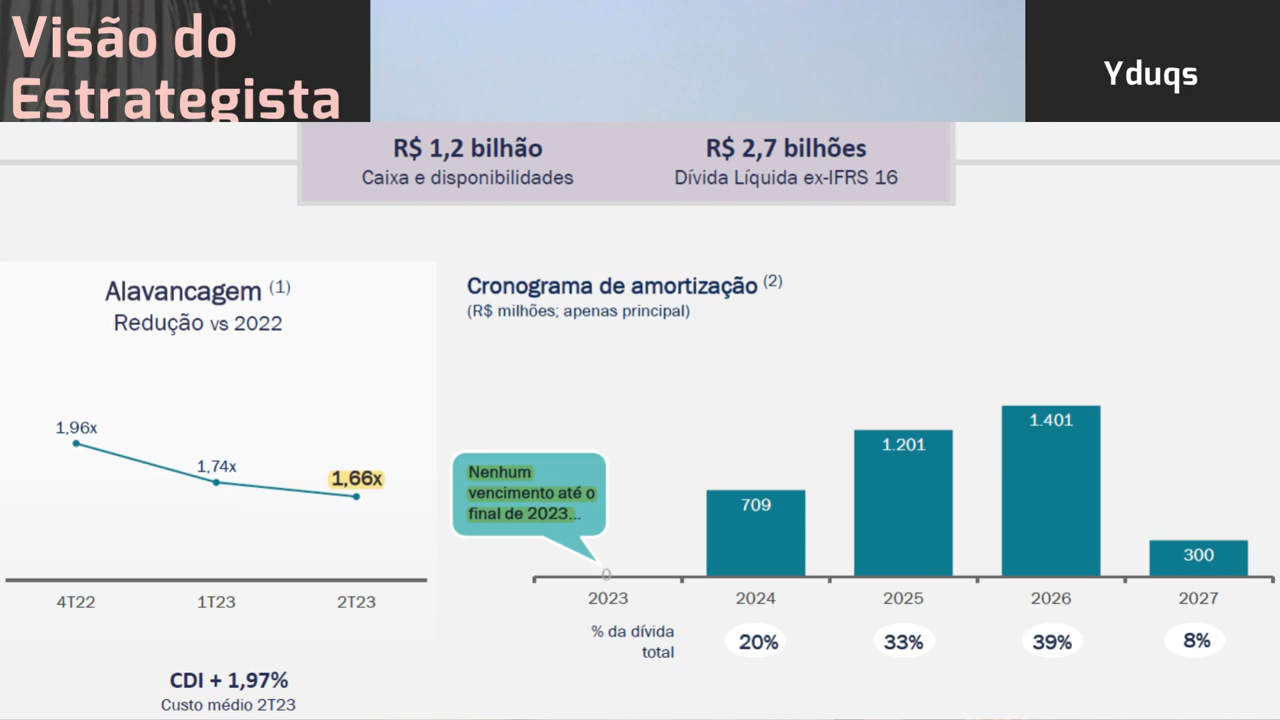 Visão do
Estrategista
Yduqs
R$ 1,2 bilhão
Caixa e disponibilidades
R$ 2,7 bilhões
Dívida Líquida ex-IFRS 16
Alavancagem (1)
Redução vs 2022
1,96x
1,74x
1,66x
4T22
1T23
2T23
CDI + 1,97%
Custo médio 2T23
Cronograma de amortização (2)
(R$ milhões; apenas principal)
Nenhum
vencimento até o
final de 2023...
0
709
1.201
1.401
300
2023
2024
2025
2026
2027
% da dívida
total
20%
33%
39%
8%